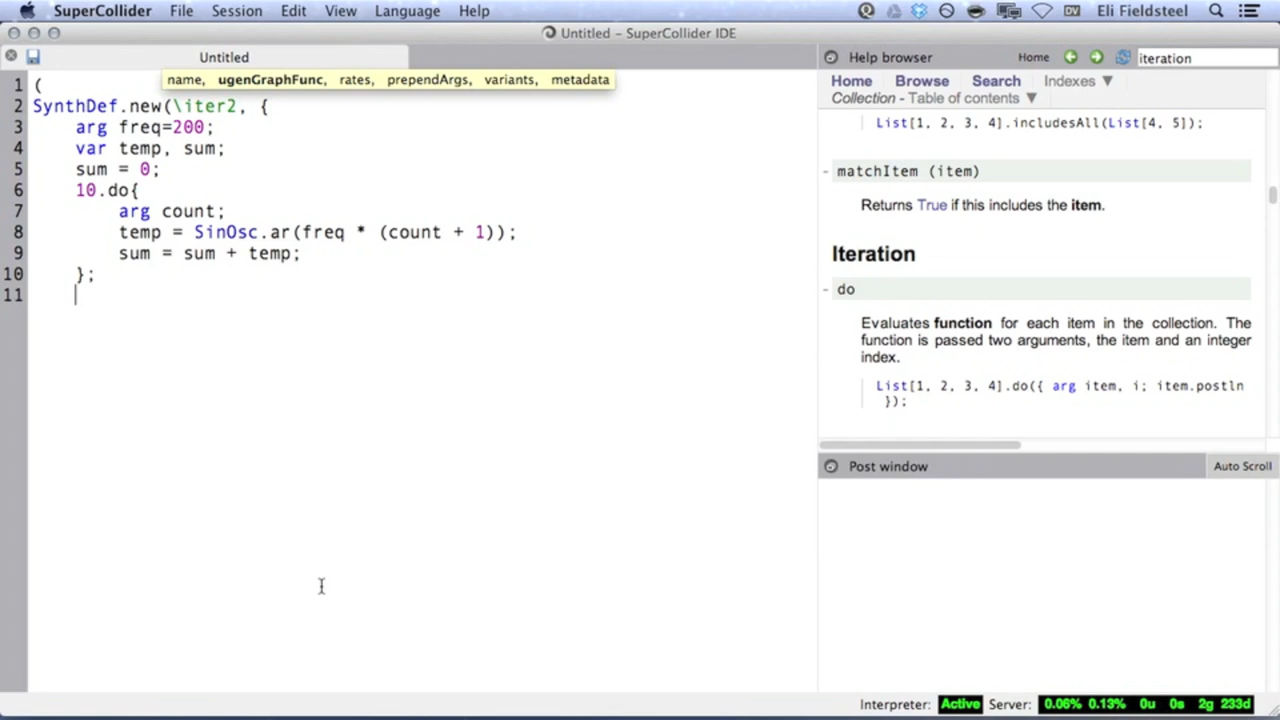 SuperCollider File Session Edit View Language Help DV Eli Fieldsteel
Untitled – SuperCollider IDE
Untitled
name, ugenGraphFunc, rates, prependArgs, variants, metadata
1 (
2 SynthDef.new(\iter2, {
3 arg freq=200;
4 var temp, sum;
5 sum = 0;
6 10.do{
7 arg count;
8 temp = SinOsc.ar(freq * (count + 1));
9 sum = sum + temp;
10 };
11
Help browser Home iteration
Home Browse Search Indexes ▼
Collection - Table of contents ▼
List[1, 2, 3, 4].includesAll(List[4, 5]);
- matchItem (item)
Returns True if this includes the item.
Iteration
- do
Evaluates function for each item in the collection. The
function is passed two arguments, the item and an integer
index.
List[1, 2, 3, 4].do({ arg item, i; item.postln
});
Post window Auto Scroll
Interpreter: Active Server: 0.06% 0.13% 0u 0s 2g 233d